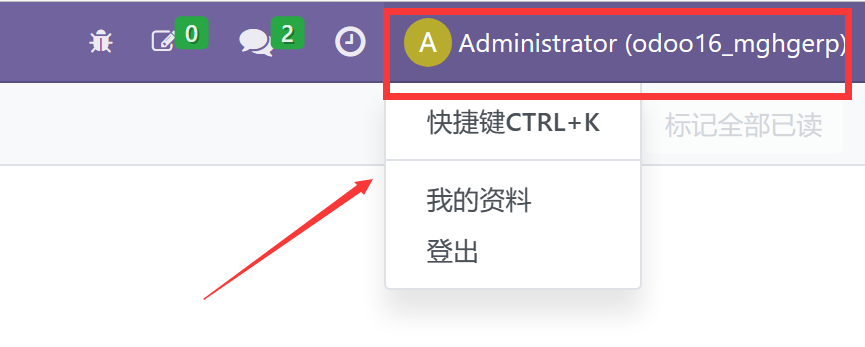 0
2
A Administrator (odoo16_mghgerp)
快捷键CTRL+K
标记全部已读
我的资料
登出